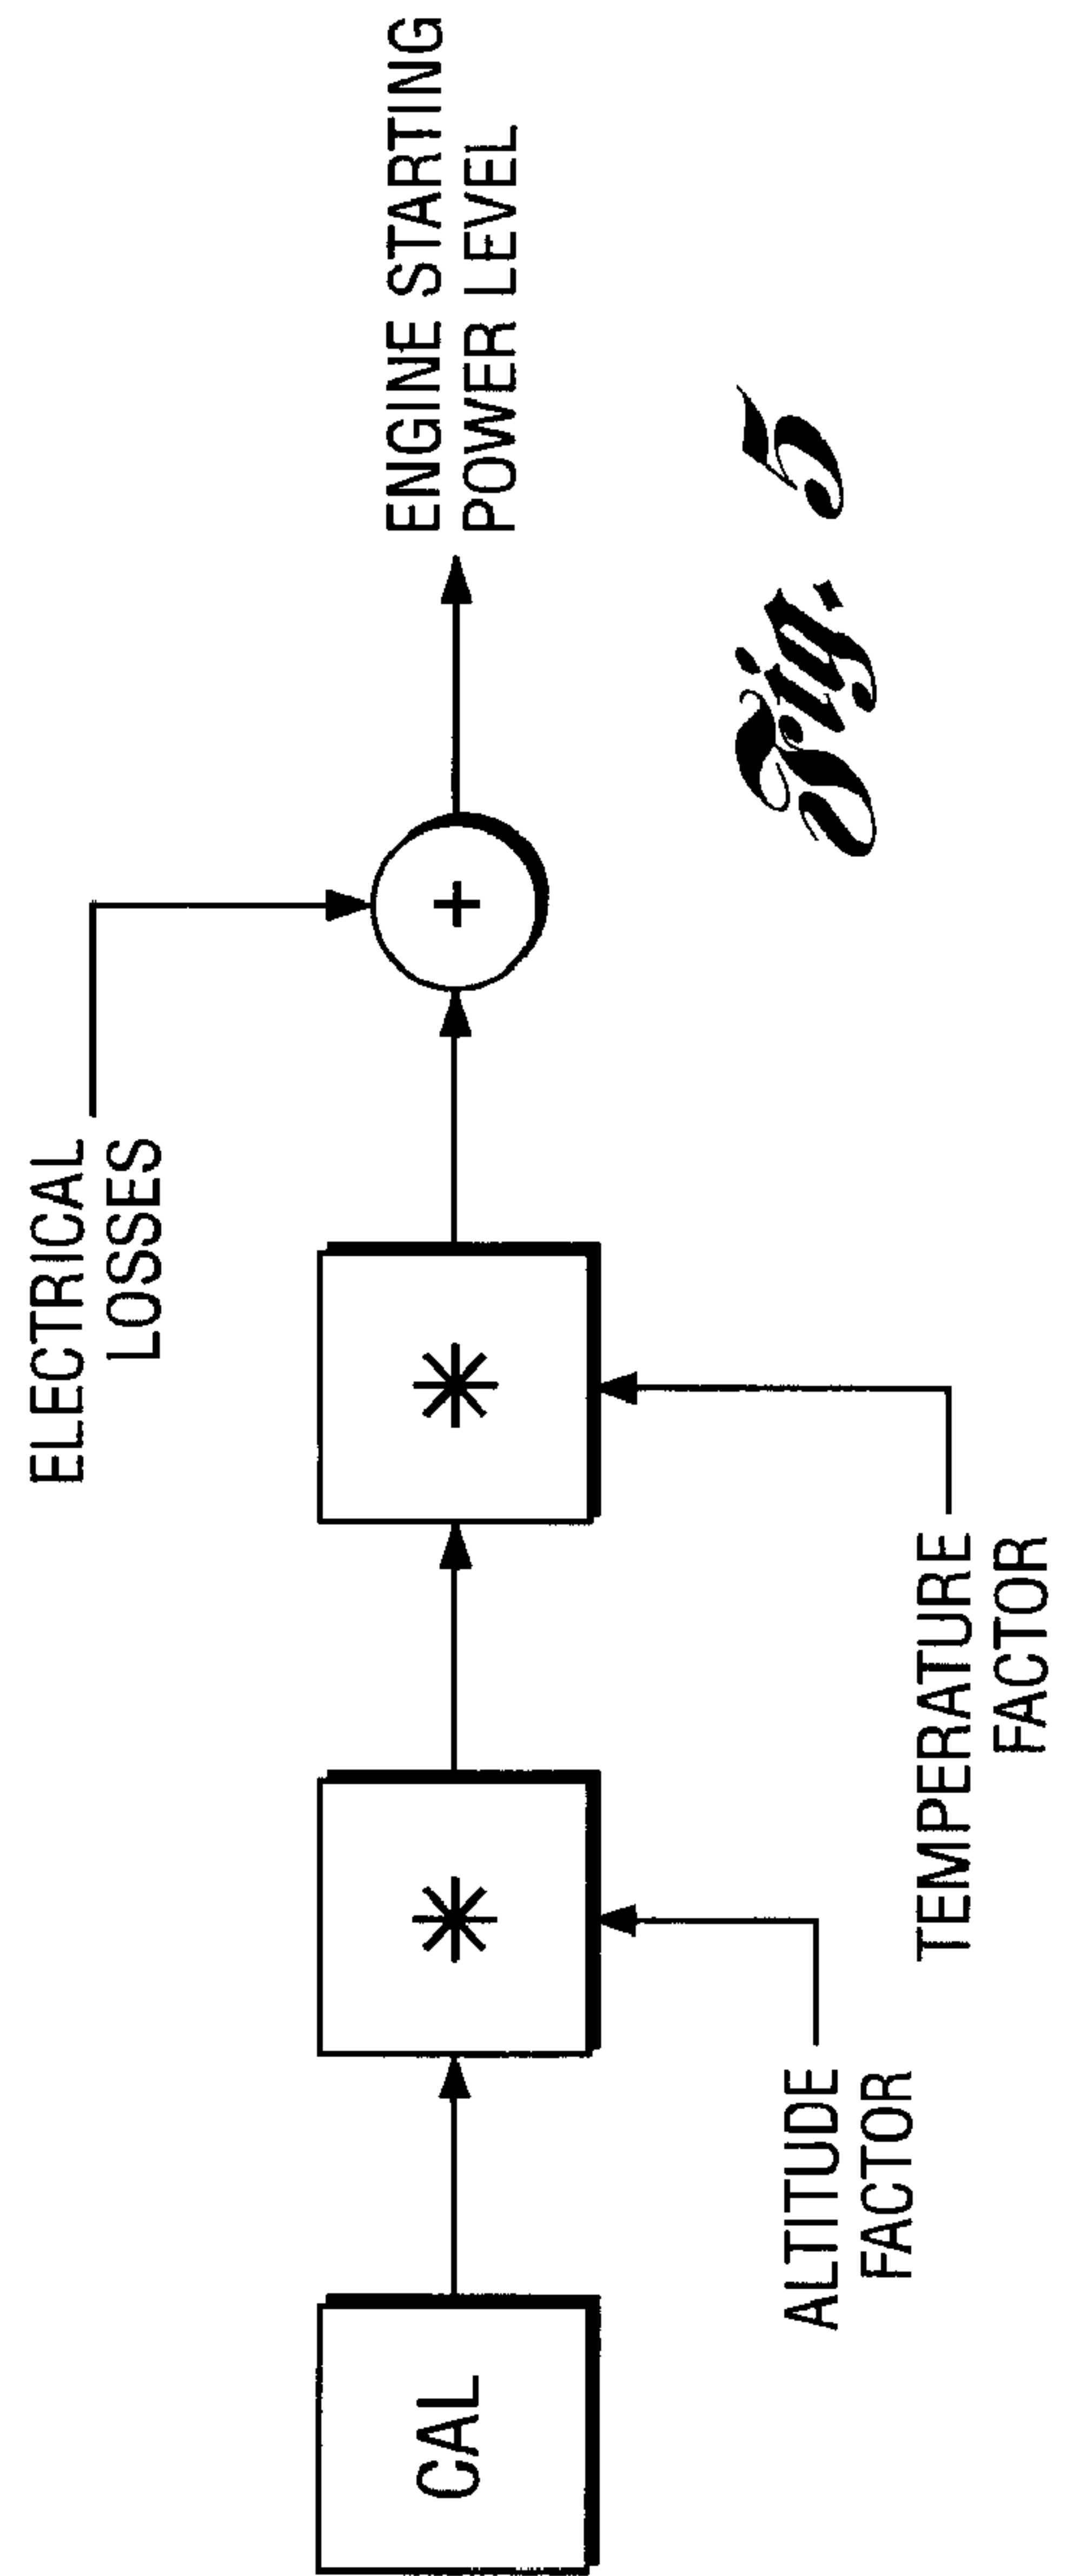 CAL
*
*
+
ALTITUDE
FACTOR
TEMPERATURE
FACTOR
ELECTRICAL
LOSSES
ENGINE STARTING
POWER LEVEL
Fig. 5